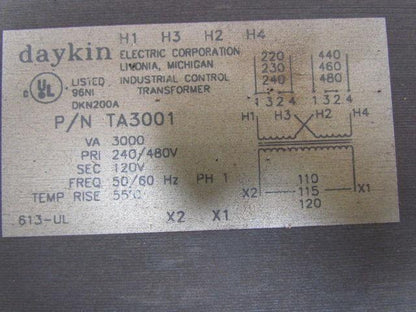 H1 H3 H2 H4
daykin ELECTRIC CORPORATION
LIVONIA, MICHIGAN
c UL LISTED INDUSTRIAL CONTROL
96NI TRANSFORMER
DKN200A
P/N TA3001
VA 3000
PRI 240/480V
SEC 120V
FREQ 50/60 Hz PH 1
TEMP RISE 55°C
613-UL X2 X1
220 440
230 460
240 480
1 3 2 4 1 3 2 4
H1 H3 H2 H4
X2 X1
110
115
120